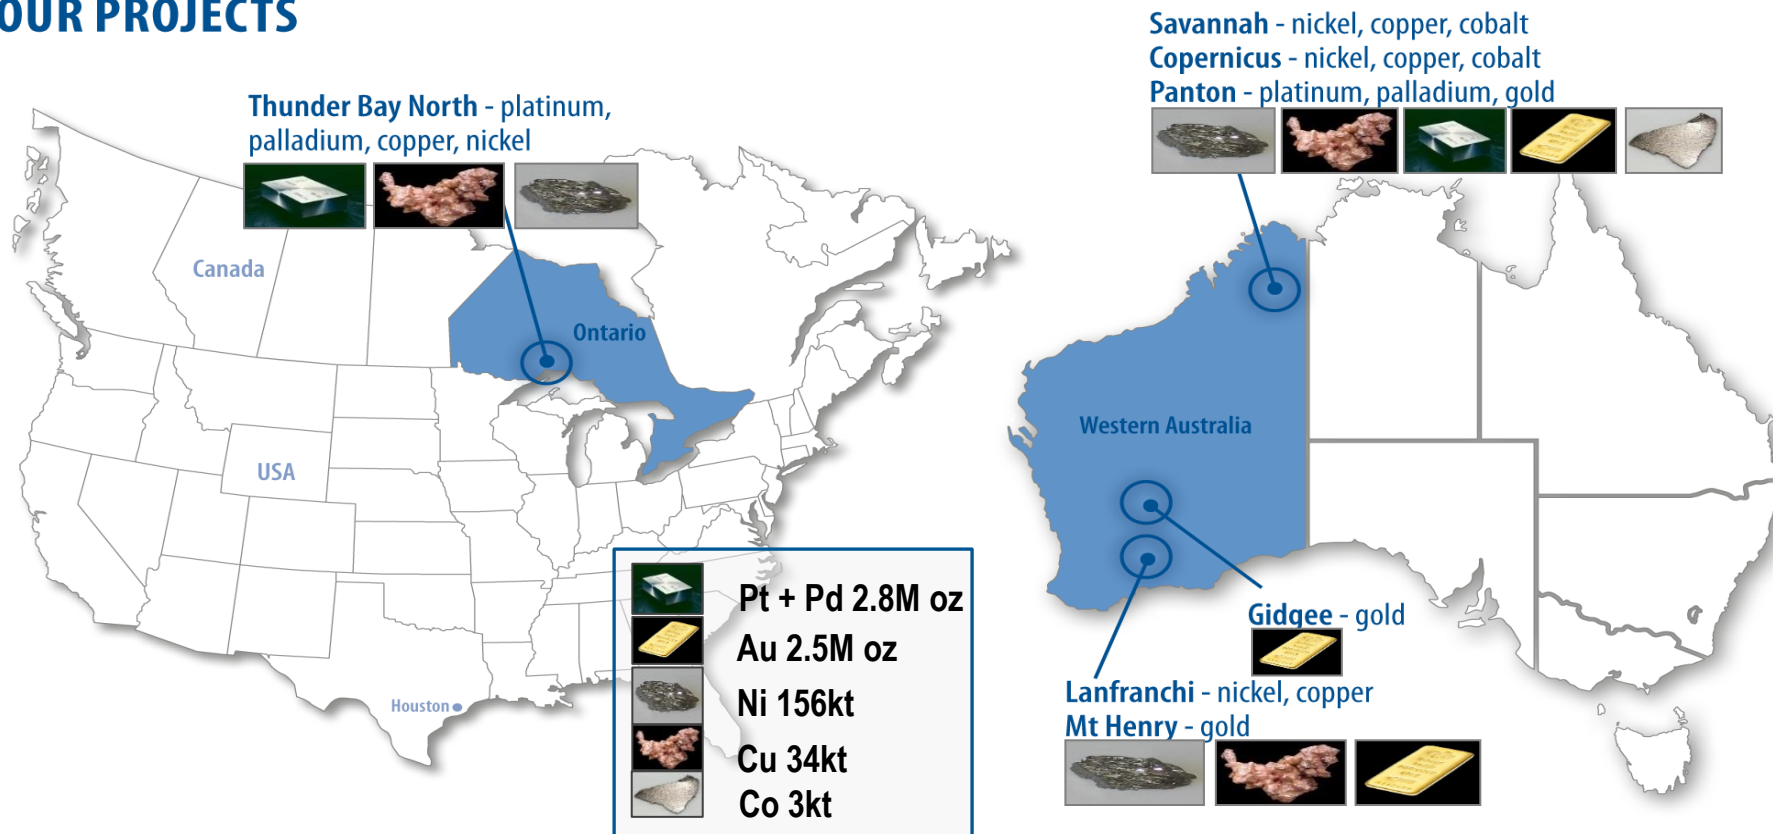 OUR PROJECTS
Thunder Bay North - platinum,
palladium, copper, nickel
Savannah - nickel, copper, cobalt
Copernicus - nickel, copper, cobalt
Panton - platinum, palladium, gold
Canada
Ontario
USA
Houston
Western Australia
Gidgee - gold
Lanfranchi - nickel, copper
Mt Henry - gold
Pt + Pd 2.8M oz
Au 2.5M oz
Ni 156kt
Cu 34kt
Co 3kt